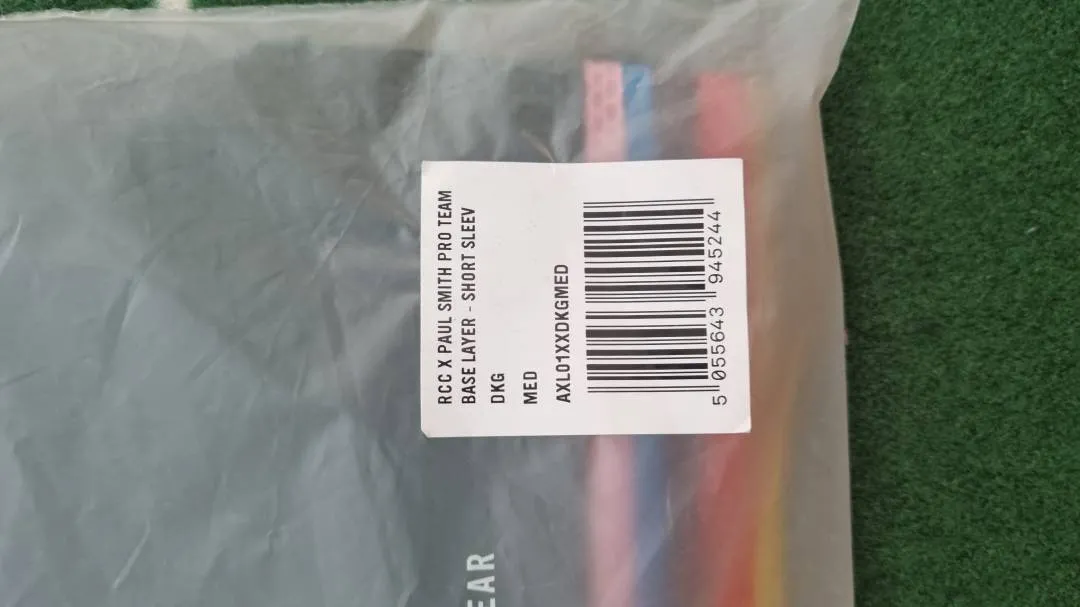 RCC X PAUL SMITH PRO TEAM
BASE LAYER - SHORT SLEEV
DKG
MED
AXL01XXDKGMED
5 055643 945244
EAR